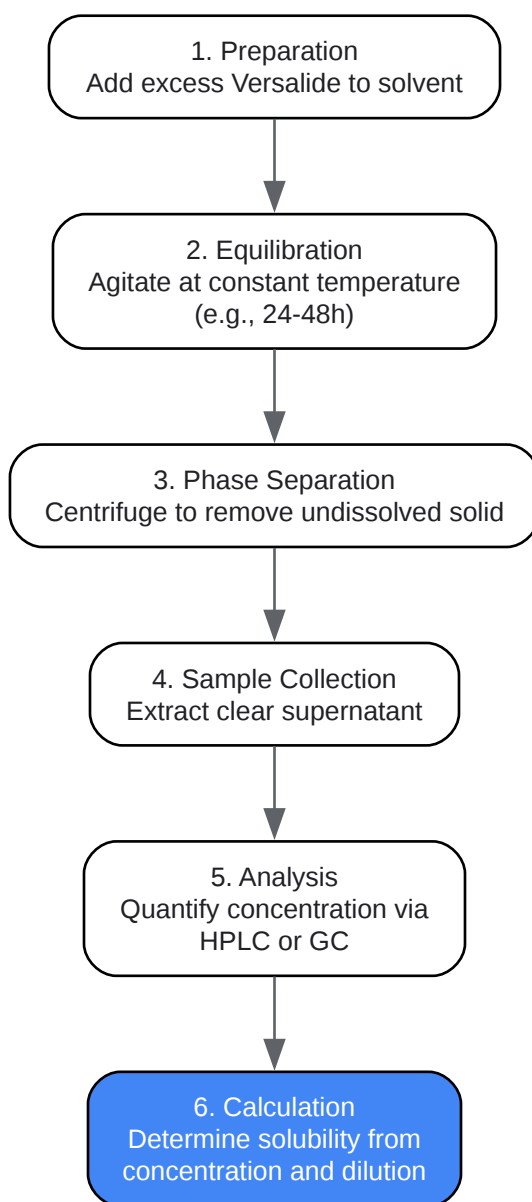 1. Preparation
Add excess Versalide to solvent
2. Equilibration
Agitate at constant temperature
(e.g., 24-48h)
3. Phase Separation
Centrifuge to remove undissolved solid
4. Sample Collection
Extract clear supernatant
5. Analysis
Quantify concentration via
HPLC or GC
6. Calculation
Determine solubility from
concentration and dilution